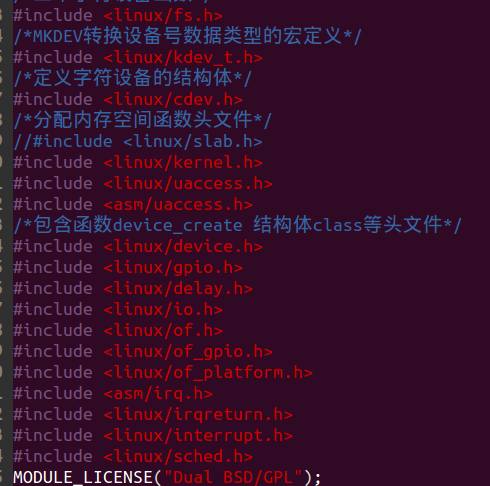 #include <linux/fs.h>
/*MKDEV转换设备号数据类型的宏定义*/
#include <linux/kdev_t.h>
/*定义字符设备的结构体*/
#include <linux/cdev.h>
/*分配内存空间函数头文件*/
//#include <linux/slab.h>
#include <linux/kernel.h>
#include <linux/uaccess.h>
#include <asm/uaccess.h>
/*包含函数device_create 结构体class等头文件*/
#include <linux/device.h>
#include <linux/gpio.h>
#include <linux/delay.h>
#include <linux/io.h>
#include <linux/of.h>
#include <linux/of_gpio.h>
#include <linux/of_platform.h>
#include <asm/irq.h>
#include <linux/irqreturn.h>
#include <linux/interrupt.h>
#include <linux/sched.h>
MODULE_LICENSE("Dual BSD/GPL");